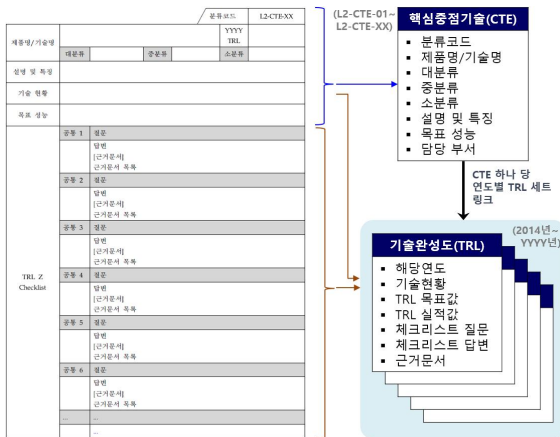 분류코드 L2-CTE-XX
제품명/기술명
YYYY
TRL
대분류 중분류 소분류
설명 및 특징
기술 현황
목표 성능
TRL Z
Checklist
공통 1 질문
답변
[근거문서]
근거문서 목록
공통 2 질문
답변
[근거문서]
근거문서 목록
공통 3 질문
답변
[근거문서]
근거문서 목록
공통 4 질문
답변
[근거문서]
근거문서 목록
공통 5 질문
답변
[근거문서]
근거문서 목록
공통 6 질문
답변
[근거문서]
근거문서 목록
... ...
...
(L2-CTE-01~
L2-CTE-XX)
핵심중점기술(CTE)
▪ 분류코드
▪ 제품명/기술명
▪ 대분류
▪ 중분류
▪ 소분류
▪ 설명 및 특징
▪ 목표 성능
▪ 담당 부서
CTE 하나 당
연도별 TRL 세트
링크
(2014년~
YYYY년)
기술완성도(TRL)
▪ 해당연도
▪ 기술현황
▪ TRL 목표값
▪ TRL 실적값
▪ 체크리스트 질문
▪ 체크리스트 답변
▪ 근거문서